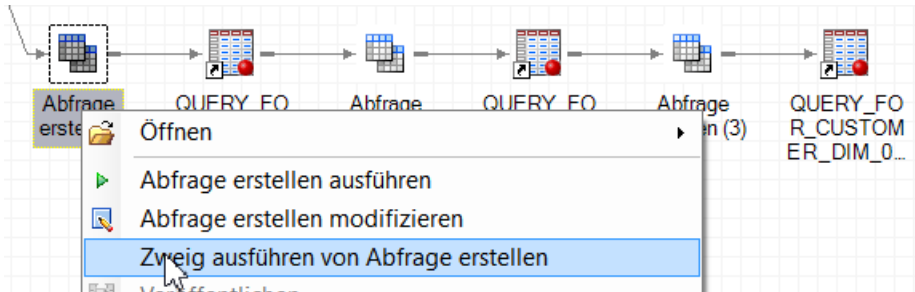 Abfrage
QUERY_FO
Abfrage
QUERY_FO
Abfrage
QUERY_FO
R_CUSTOM
ER_DIM_0...
Öffnen
Abfrage erstellen ausführen
Abfrage erstellen modifizieren
Zweig ausführen von Abfrage erstellen